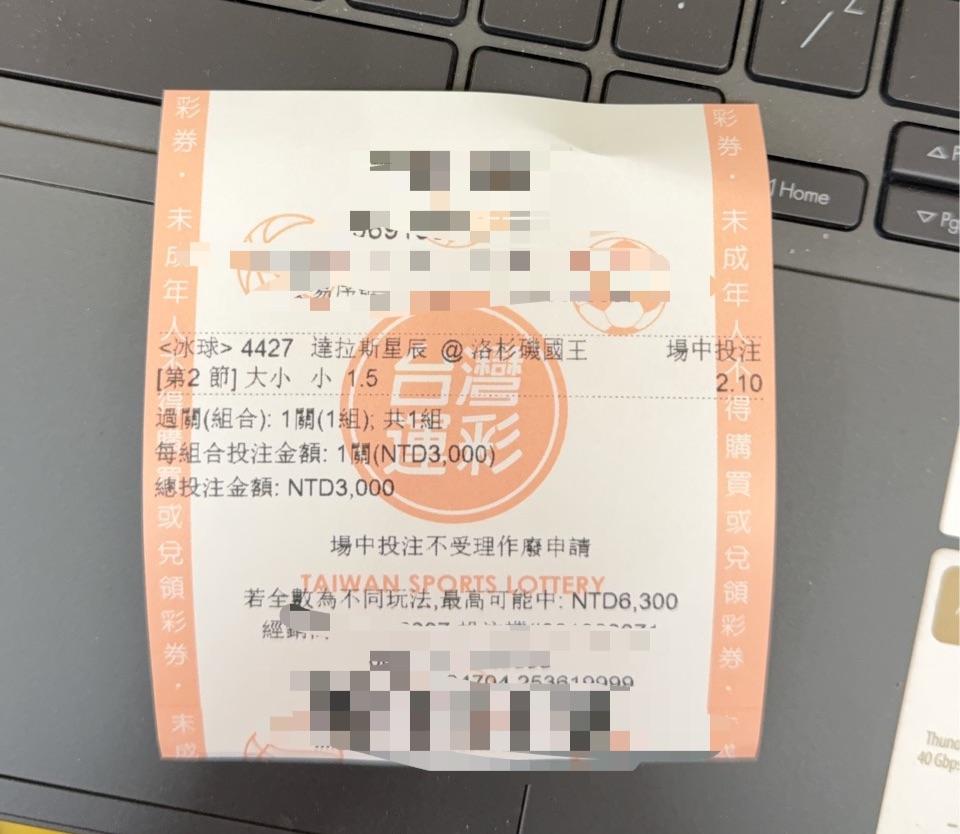 彩券・未成年人不得購買或兌領彩券・未成
彩券・未成年人不得購買或兌領彩券・未成
<冰球> 4427 達拉斯星辰 @ 洛杉磯國王 場中投注
[第2 節] 大小 小 1.5 2.10
過關(組合): 1關(1組); 共1組
每組合投注金額: 1關(NTD3,000)
總投注金額: NTD3,000
台灣運彩
場中投注不受理作廢申請
TAIWAN SPORTS LOTTERY
若全數為不同玩法,最高可能中: NTD6,300
Home